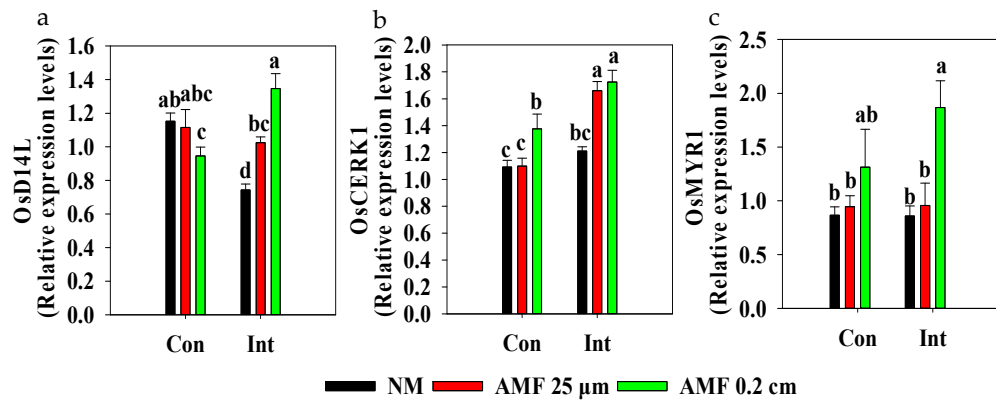 a
OsD14L
(Relative expression levels)
1.6
1.4
1.2
1.0
0.8
0.6
0.4
0.2
0.0
ab abc
c
d
bc
a
Con Int
b
OsCERK1
(Relative expression levels)
2.0
1.8
1.6
1.4
1.2
1.0
0.8
0.6
0.4
0.2
0.0
c c
b
bc
a a
Con Int
c
OsMYR1
(Relative expression levels)
2.5
2.0
1.5
1.0
0.5
0.0
b b
ab
b b
a
Con Int
NM AMF 25 µm AMF 0.2 cm